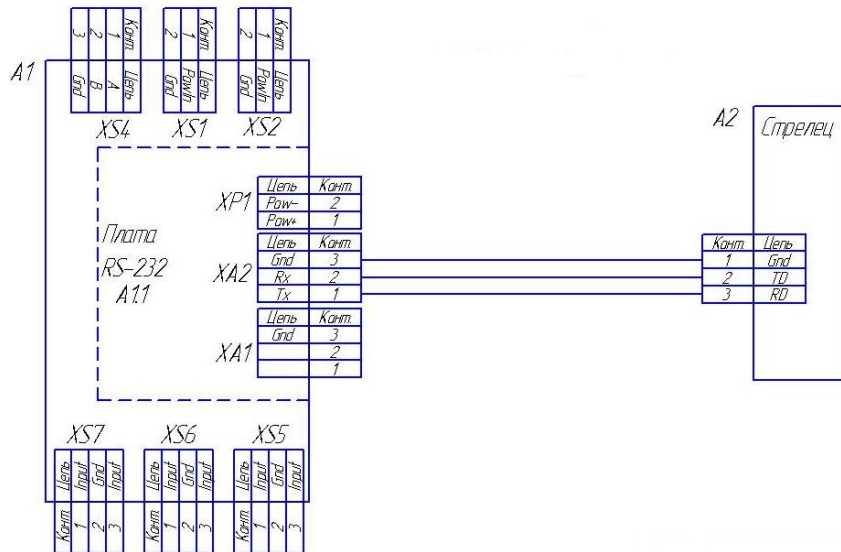 A1
Конт. Цепь
1 A
2 B
3 Gnd
XS4
Конт. Цепь
1 PowIn
2 Gnd
XS1
Конт. Цепь
1 PowIn
2 Gnd
XS2
Плата
RS-232
A1.1
XP1
Цепь Конт.
Pow- 2
Pow+ 1
XA2
Цепь Конт.
Gnd 3
Rx 2
Tx 1
XA1
Цепь Конт.
Gnd 3
2
1
A2
Стрелец
Конт. Цепь
1 Gnd
2 TD
3 RD
XS7
Конт. Цепь
1 Input
2 Gnd
3 Input
XS6
Конт. Цепь
1 Input
2 Gnd
3 Input
XS5
Конт. Цепь
1 Input
2 Gnd
3 Input